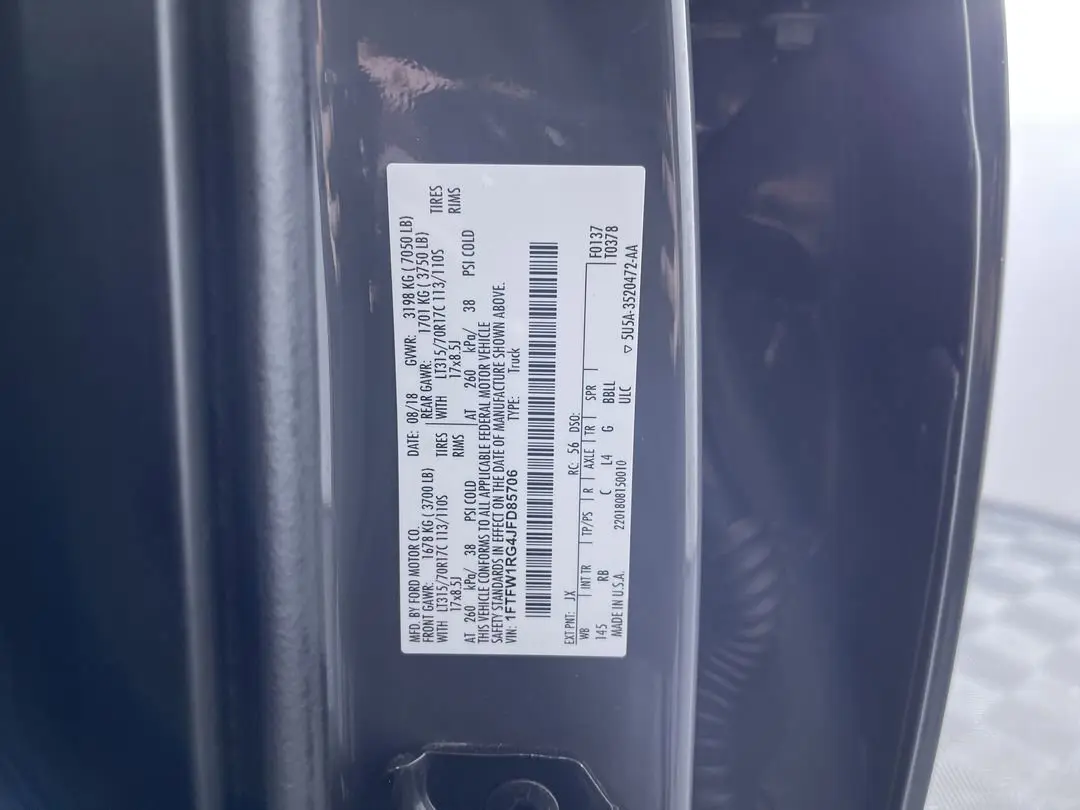 MFD. BY FORD MOTOR CO. DATE: 08/18 GVWR: 3198 KG ( 7050 LB)
FRONT GAWR: 1678 KG ( 3700 LB) REAR GAWR: 1701 KG ( 3750 LB)
WITH LT315/70R17C 113/110S TIRES WITH LT315/70R17C 113/110S TIRES
17x8.5J RIMS 17x8.5J RIMS
AT 260 kPa/ 38 PSI COLD AT 260 kPa/ 38 PSI COLD
THIS VEHICLE CONFORMS TO ALL APPLICABLE FEDERAL MOTOR VEHICLE
SAFETY STANDARDS IN EFFECT ON THE DATE OF MANUFACTURE SHOWN ABOVE.
VIN: 1FTFW1RG4JFD85706 TYPE: Truck
EXT PNT: JX RC: 56 DSO: F0137
WB INT TR TP/PS R AXLE TR SPR T0378
145 RB C L4 G BBLL
MADE IN U.S.A. 2201808150010 ULC ▽ 5U5A-3520472-AA